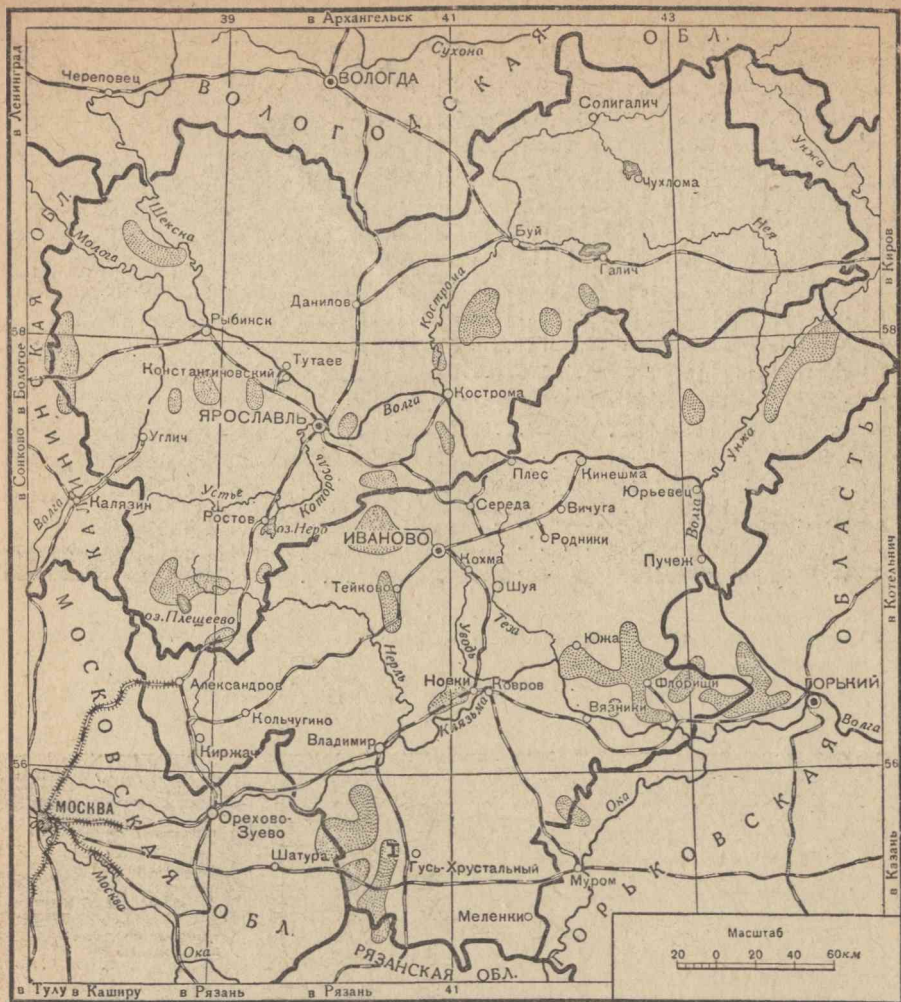 39
в Архангельск
41
43
в Ленинград
Череповец
ВОЛОГДА
Сухона
ВОЛОГОДСКАЯ
ОБЛ.
Солигалич
Чухлома
Унжа
Нея
Шексна
Молога
Буй
Галич
Кострома
в Киров
Данилов
Рыбинск
58
58
в Бологое
Константиновский
Тутаев
ЯРОСЛАВЛЬ
Волга
Кострома
Углич
в Сонково
КАЛИНИНСКАЯ
ОБЛ.
Волга
Калязин
Устье
Которосль
Ростов
оз. Неро
Плес
Кинешма
Унжа
Юрьевец
Середа
Вичуга
Волга
ИВАНОВО
Родники
Кохма
Пучеж
Тейково
Шуя
оз. Плещеево
Теза
Уводь
Нерль
Южа
в Котельнич
Александров
Новки
Ковров
Флорищи
ГОРЬКИЙ
Кольчугино
Клязьма
Вязники
Волга
Киржач
Владимир
56
56
МОСКВА
Орехово-
Зуево
Ока
Шатура
Гусь-Хрустальный
Муром
Москва
МОСКОВСКАЯ
ОБЛ.
Меленки
ГОРЬКОВСКАЯ
ОБЛАСТЬ
в Казань
Ока
РЯЗАНСКАЯ ОБЛ.
Масштаб
20 0 20 60км
в Тулу
в Каширу
в Рязань
в Рязань
41